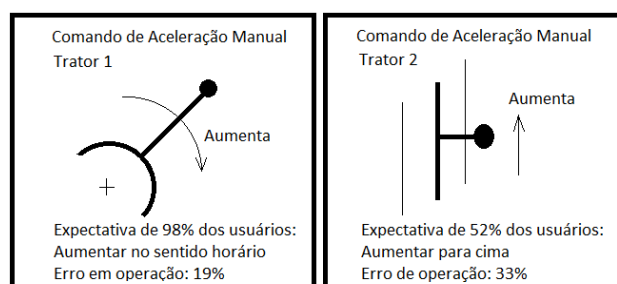 Comando de Aceleração Manual
Trator 1
Aumenta
Expectativa de 98% dos usuários:
Aumentar no sentido horário
Erro em operação: 19%
Comando de Aceleração Manual
Trator 2
Aumenta
Expectativa de 52% dos usuários:
Aumentar para cima
Erro de operação: 33%